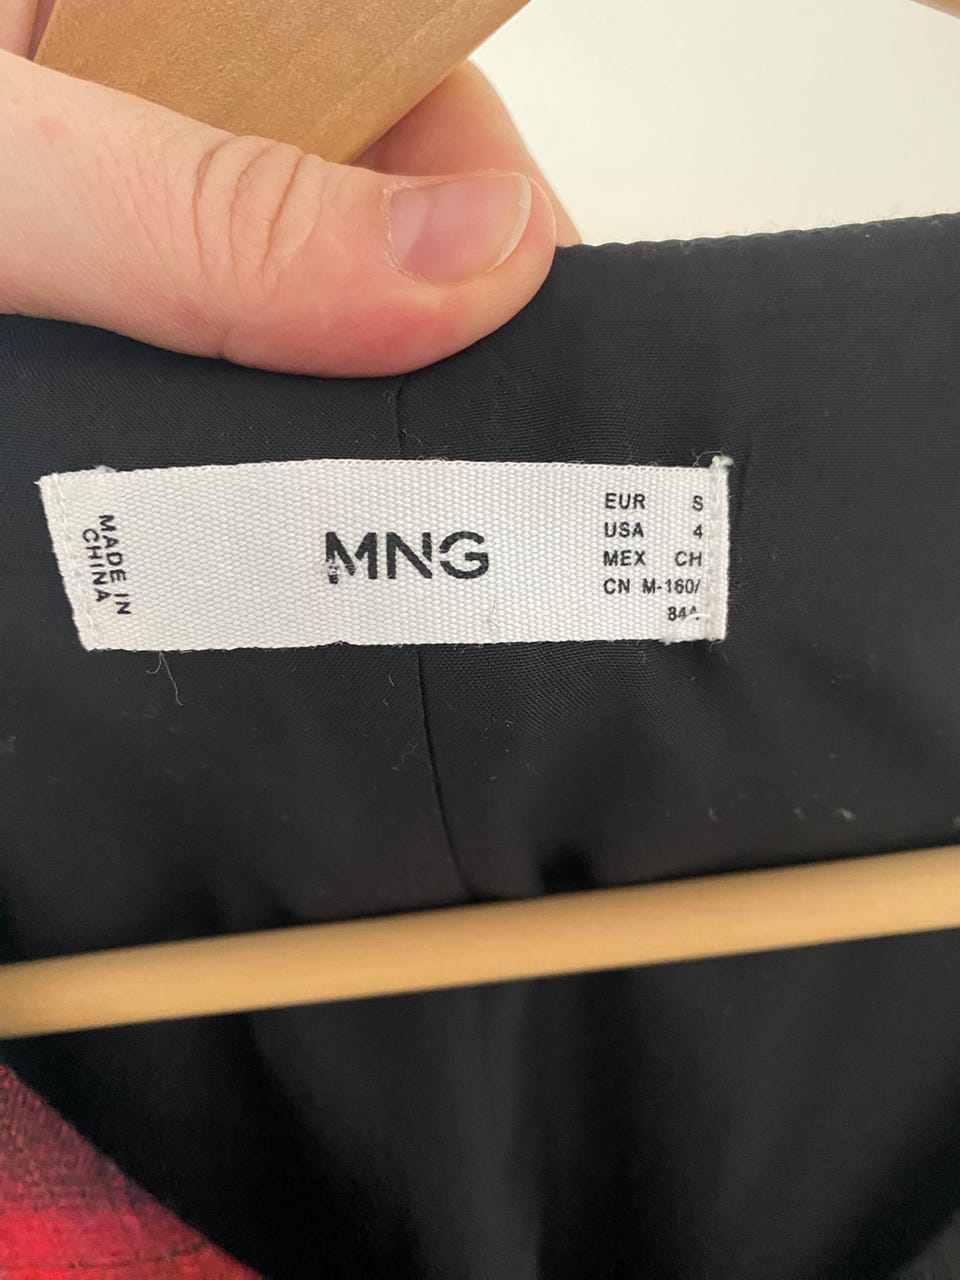 MADE IN
CHINA
MNG
EUR S
USA 4
MEX CH
CN M-160/
84A